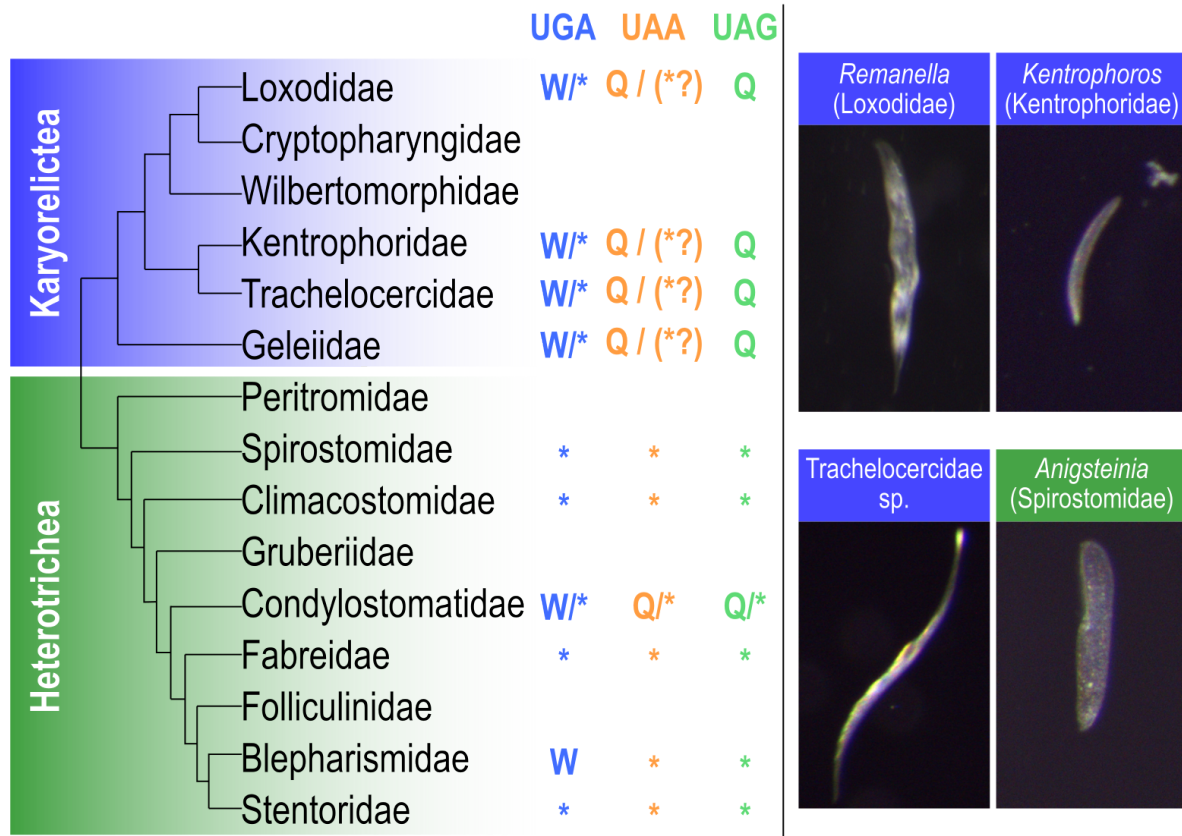 UGA UAA UAG
Karyorelictea
Loxodidae W/* Q / (*?) Q
Cryptopharyngidae
Wilbertomorphidae
Kentrophoridae W/* Q / (*?) Q
Trachelocercidae W/* Q / (*?) Q
Geleiidae W/* Q / (*?) Q
Heterotrichea
Peritromidae
Spirostomidae * * *
Climacostomidae * * *
Gruberiidae
Condylostomatidae W/* Q/* Q/*
Fabreidae * * *
Folliculinidae
Blepharismidae W * *
Stentoridae * * *
Remanella
(Loxodidae)
Kentrophoros
(Kentrophoridae)
Trachelocercidae
sp.
Anigsteinia
(Spirostomidae)